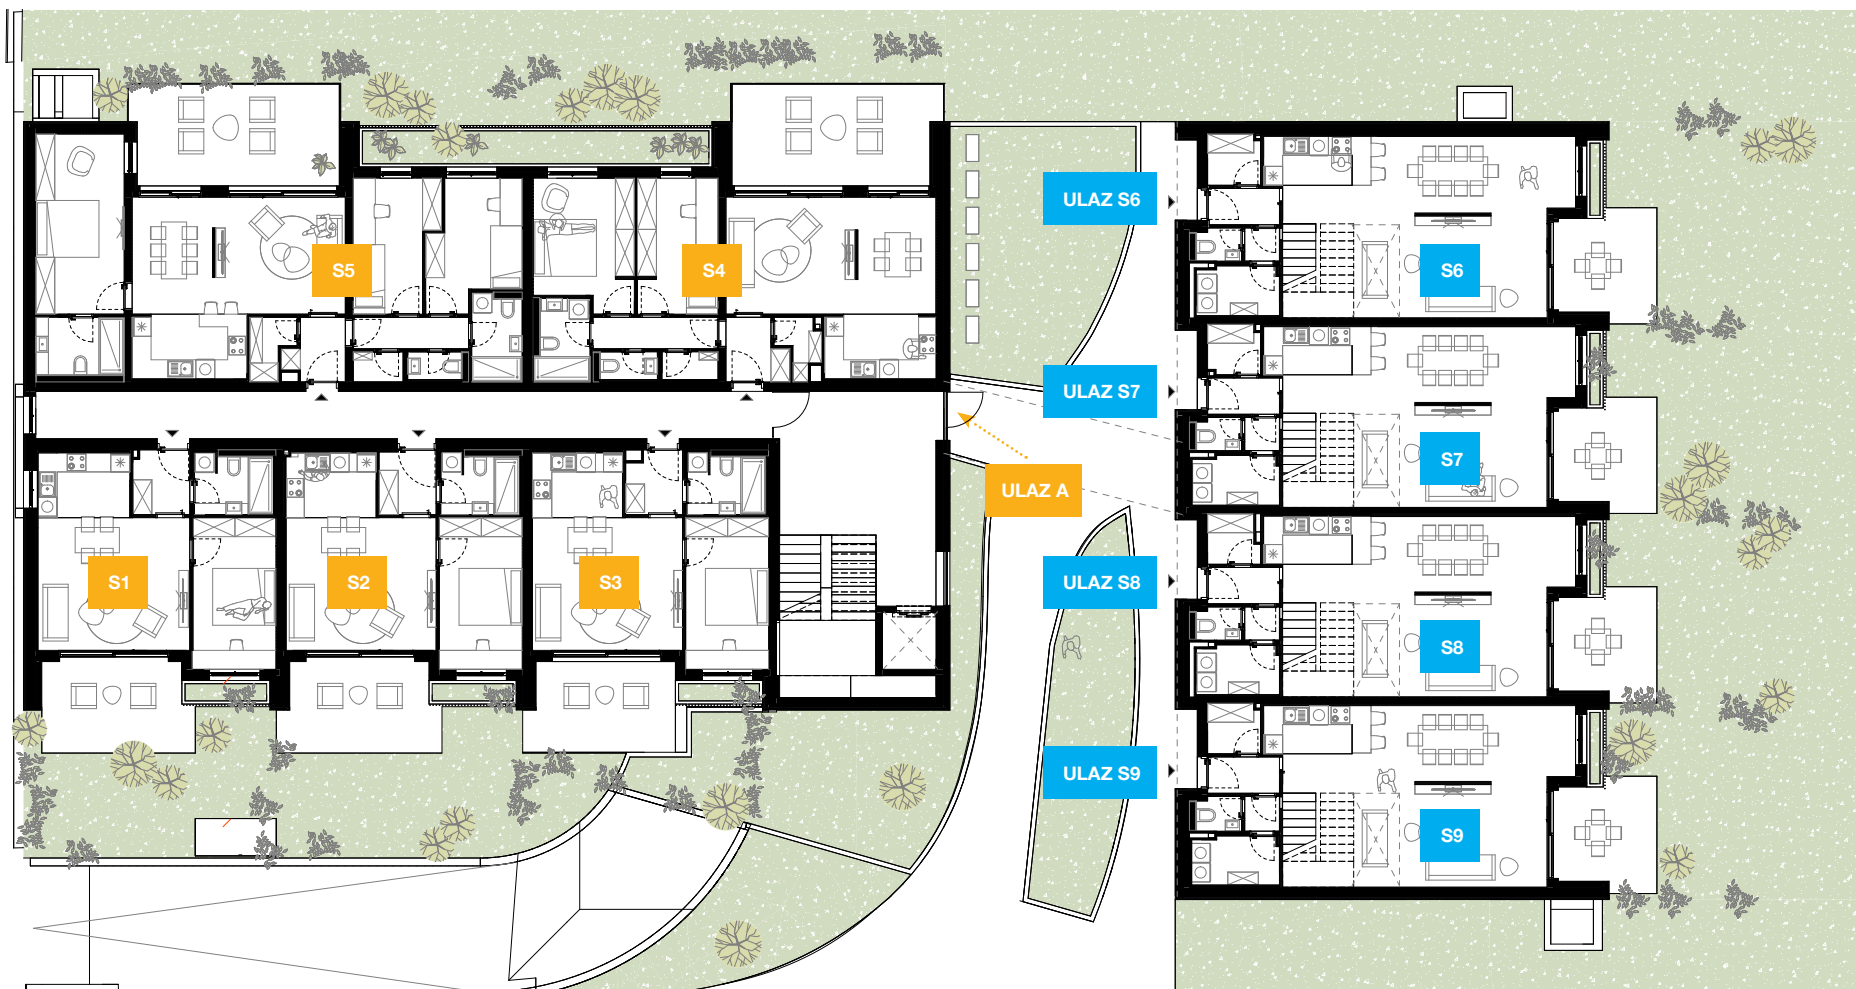 ULAZ S6
S5
S4
S6
ULAZ S7
S7
ULAZ A
S1
S2
S3
ULAZ S8
S8
ULAZ S9
S9